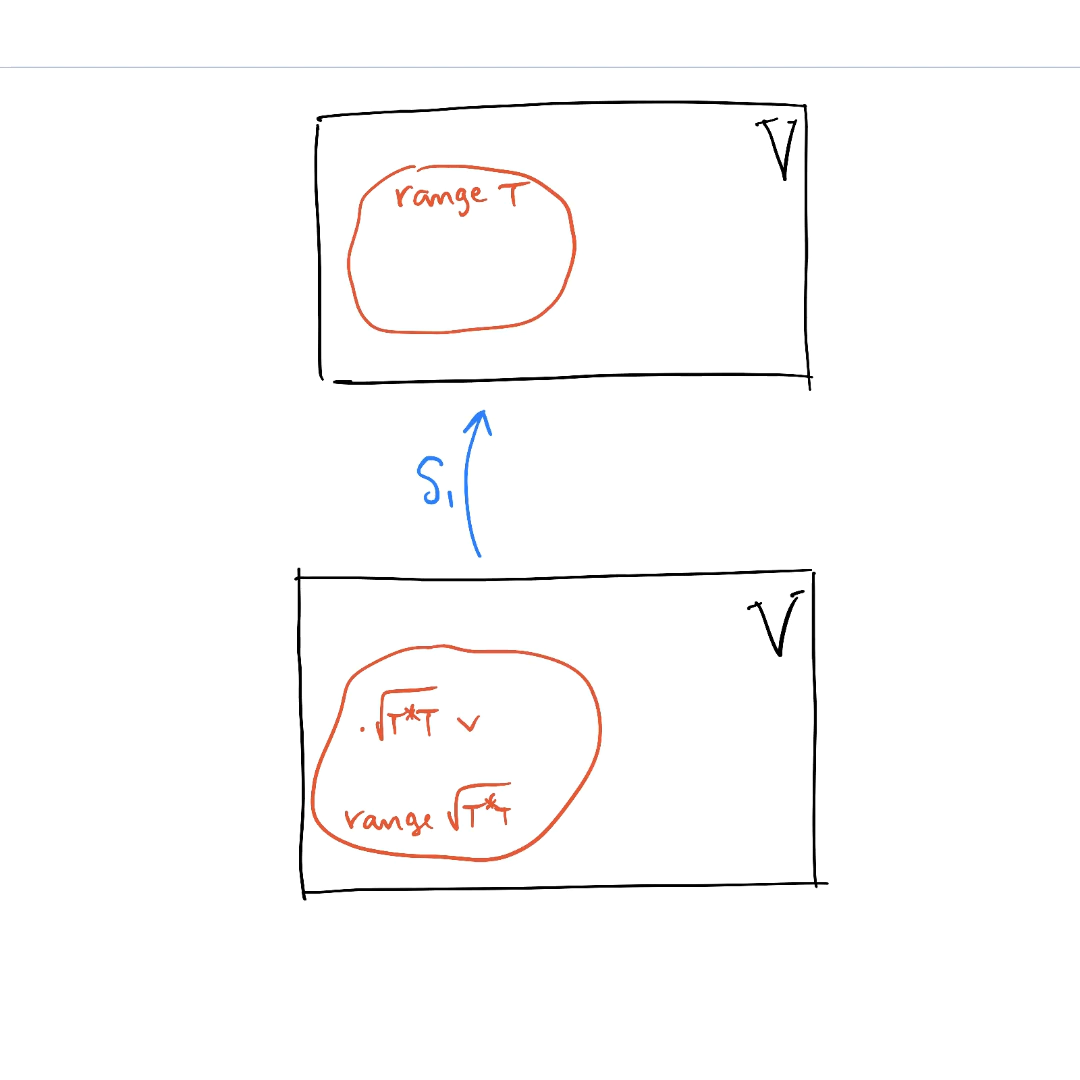 V
range T
S₁
V
. √T*T v
range √T*T